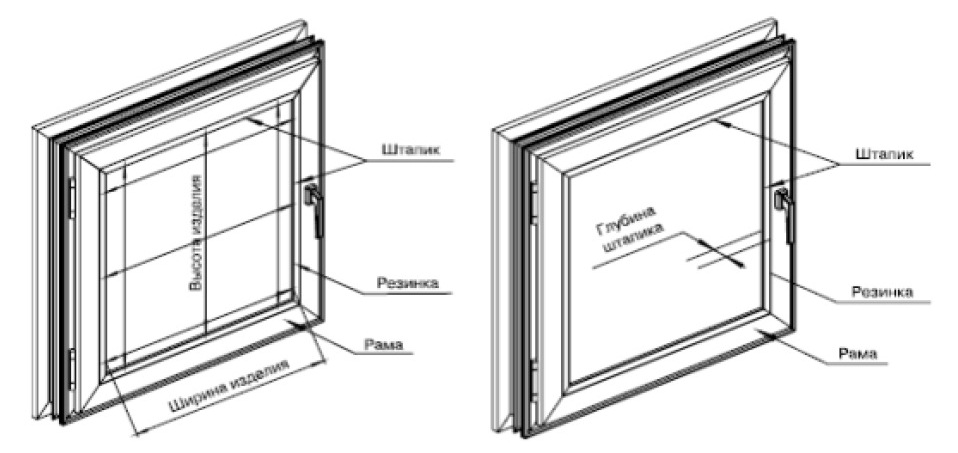 Штапик
Высота изделия
Резинка
Рама
Ширина изделия
Штапик
Глубина
штапика
Резинка
Рама